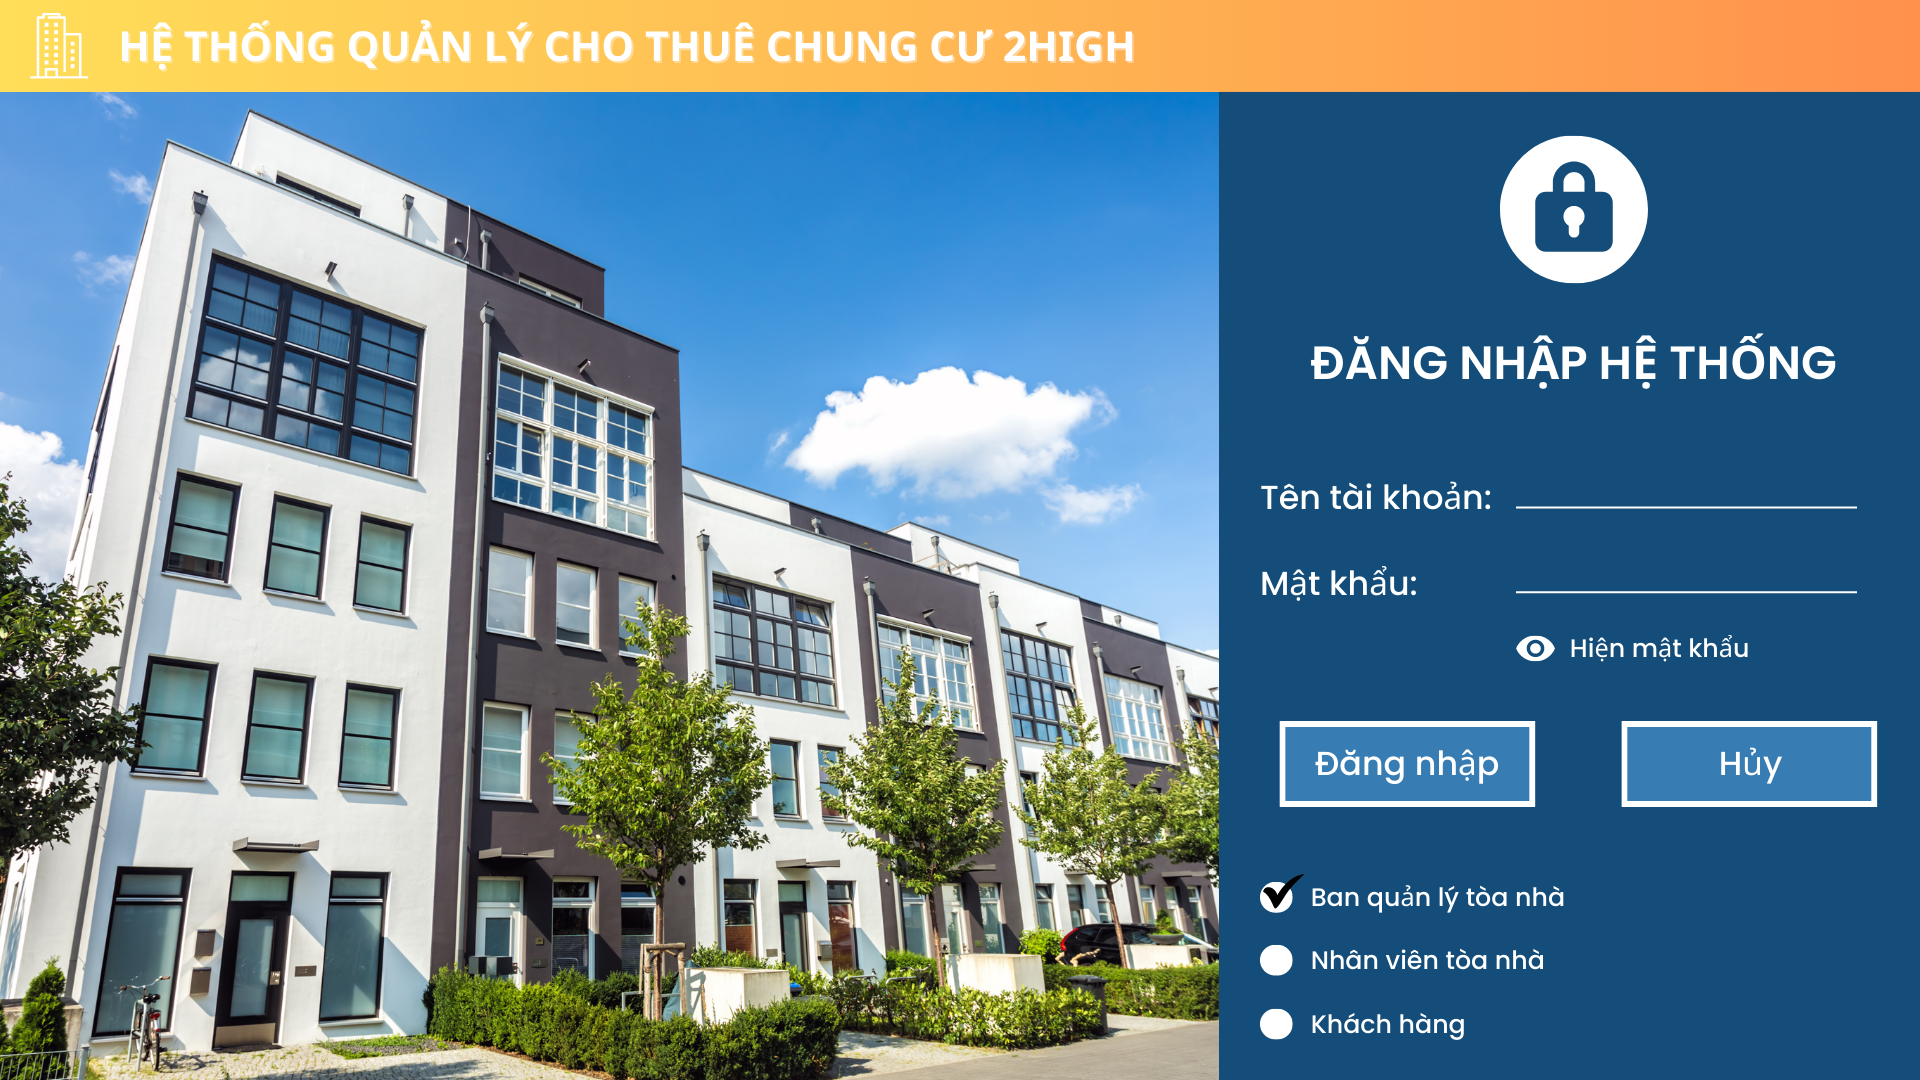 HỆ THỐNG QUẢN LÝ CHO THUÊ CHUNG CƯ 2HIGH
ĐĂNG NHẬP HỆ THỐNG
Tên tài khoản:
Mật khẩu:
Hiện mật khẩu
Đăng nhập
Hủy
Ban quản lý tòa nhà
Nhân viên tòa nhà
Khách hàng